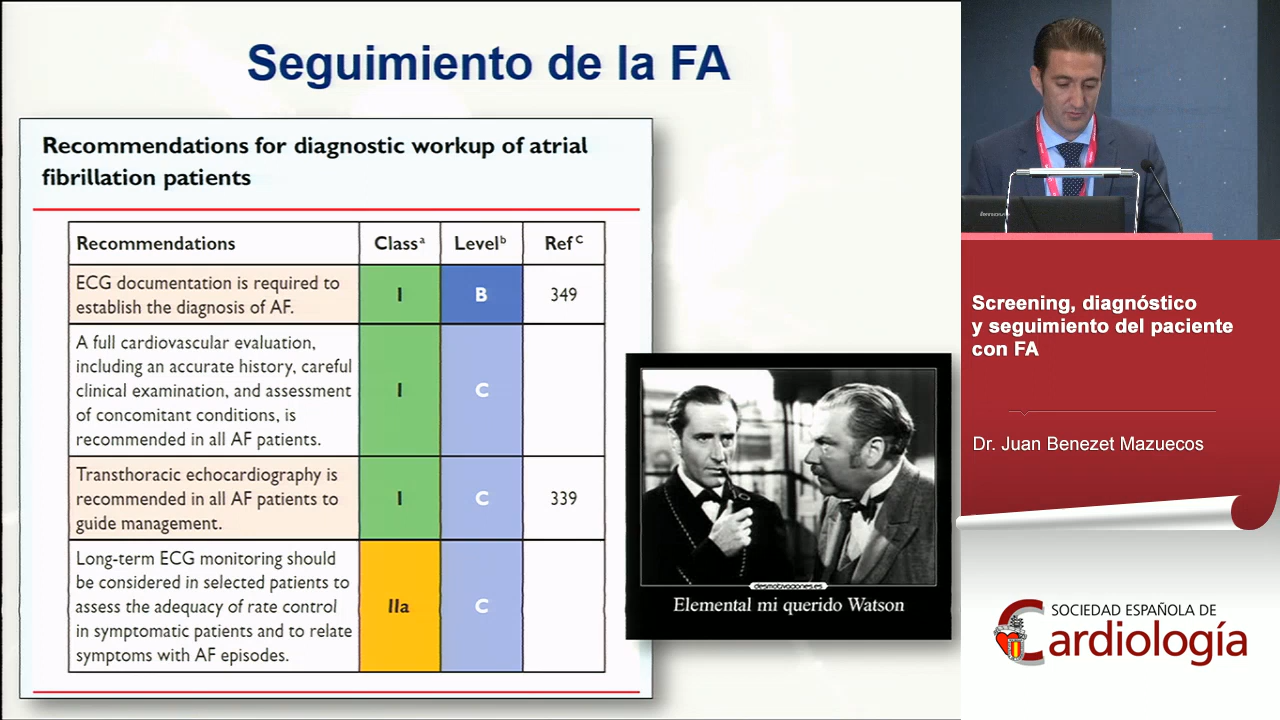 Seguimiento de la FA
Recommendations for diagnostic workup of atrial
fibrillation patients
Recommendations Class a Level b Ref C
ECG documentation is required to
establish the diagnosis of AF.
I B 349
A full cardiovascular evaluation,
including an accurate history, careful
clinical examination, and assessment
of concomitant conditions, is
recommended in all AF patients.
I C
Transthoracic echocardiography is
recommended in all AF patients to
guide management.
I C 339
Long-term ECG monitoring should
be considered in selected patients to
assess the adequacy of rate control
in symptomatic patients and to relate
symptoms with AF episodes.
IIa C
desmotivaciones.es
Elemental mi querido Watson
lenovo
Screening, diagnóstico
y seguimiento del paciente
con FA
Dr. Juan Benezet Mazuecos
SOCIEDAD ESPAÑOLA DE
Cardiología